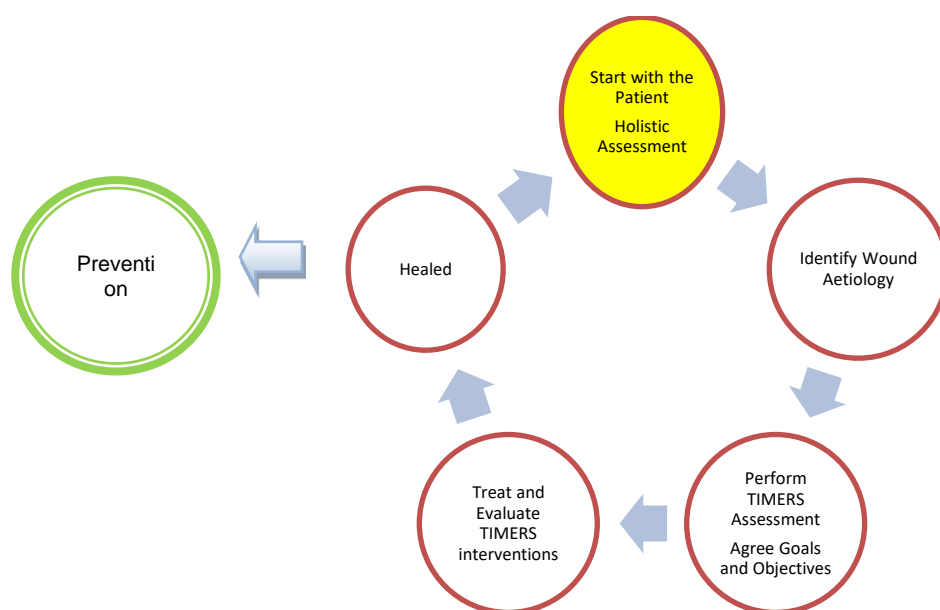 Start with the
Patient
Holistic
Assessment
Identify Wound
Aetiology
Perform
TIMERS
Assessment
Agree Goals
and Objectives
Treat and
Evaluate
TIMERS
interventions
Healed
Preventi
on